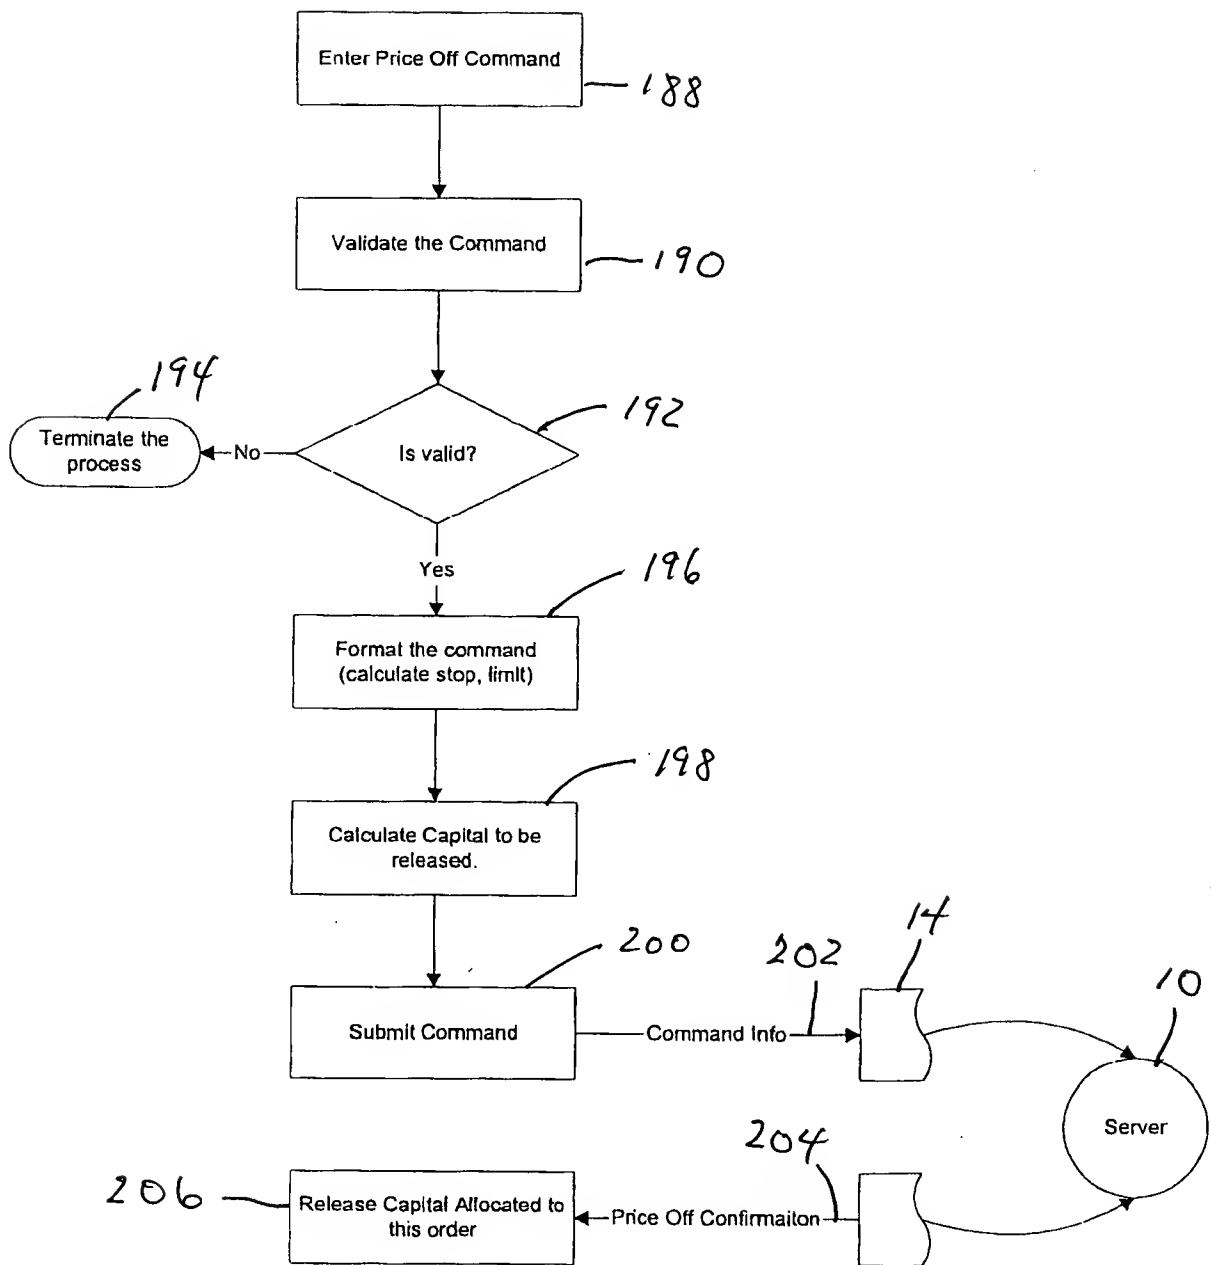 Enter Price Off Command
188
Validate the Command
190
194
192
Terminate the
process
No
Is valid?
Yes
196
Format the command
(calculate stop, limit)
198
Calculate Capital to be
released.
200
202
14
10
Submit Command
Command Info
Server
204
206
Release Capital Allocated to
this order
Price Off Confirmaiton